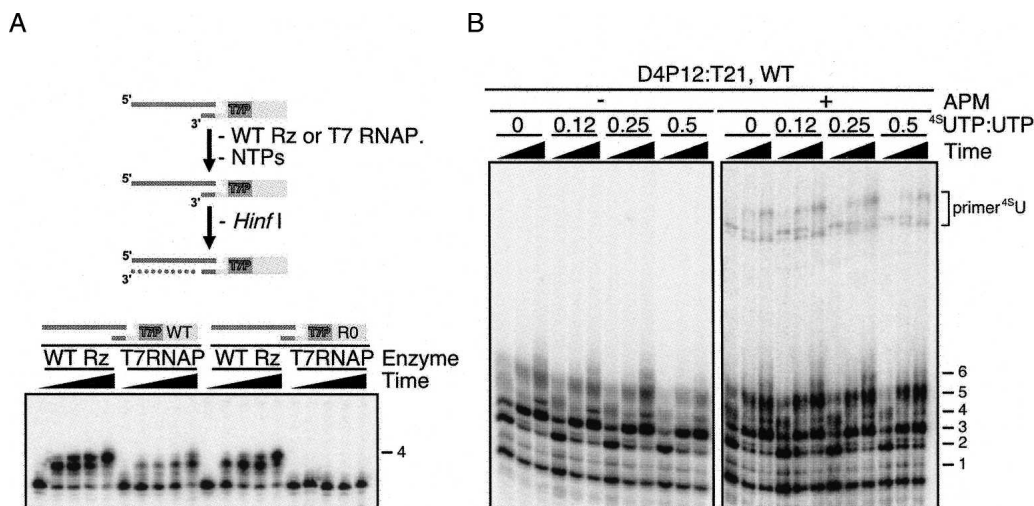 A
5'
T7P
3'
- WT Rz or T7 RNAP.
- NTPs
5'
T7P
3'
- Hinf I
5'
T7P
3'
T7P WT T7P R0
WT Rz T7RNAP WT Rz T7RNAP Enzyme
Time
– 4
B
D4P12:T21, WT
- + APM
0 0.12 0.25 0.5 0 0.12 0.25 0.5 4SUTP:UTP
Time
primer4SU
– 6
– 5
– 4
– 3
– 2
– 1